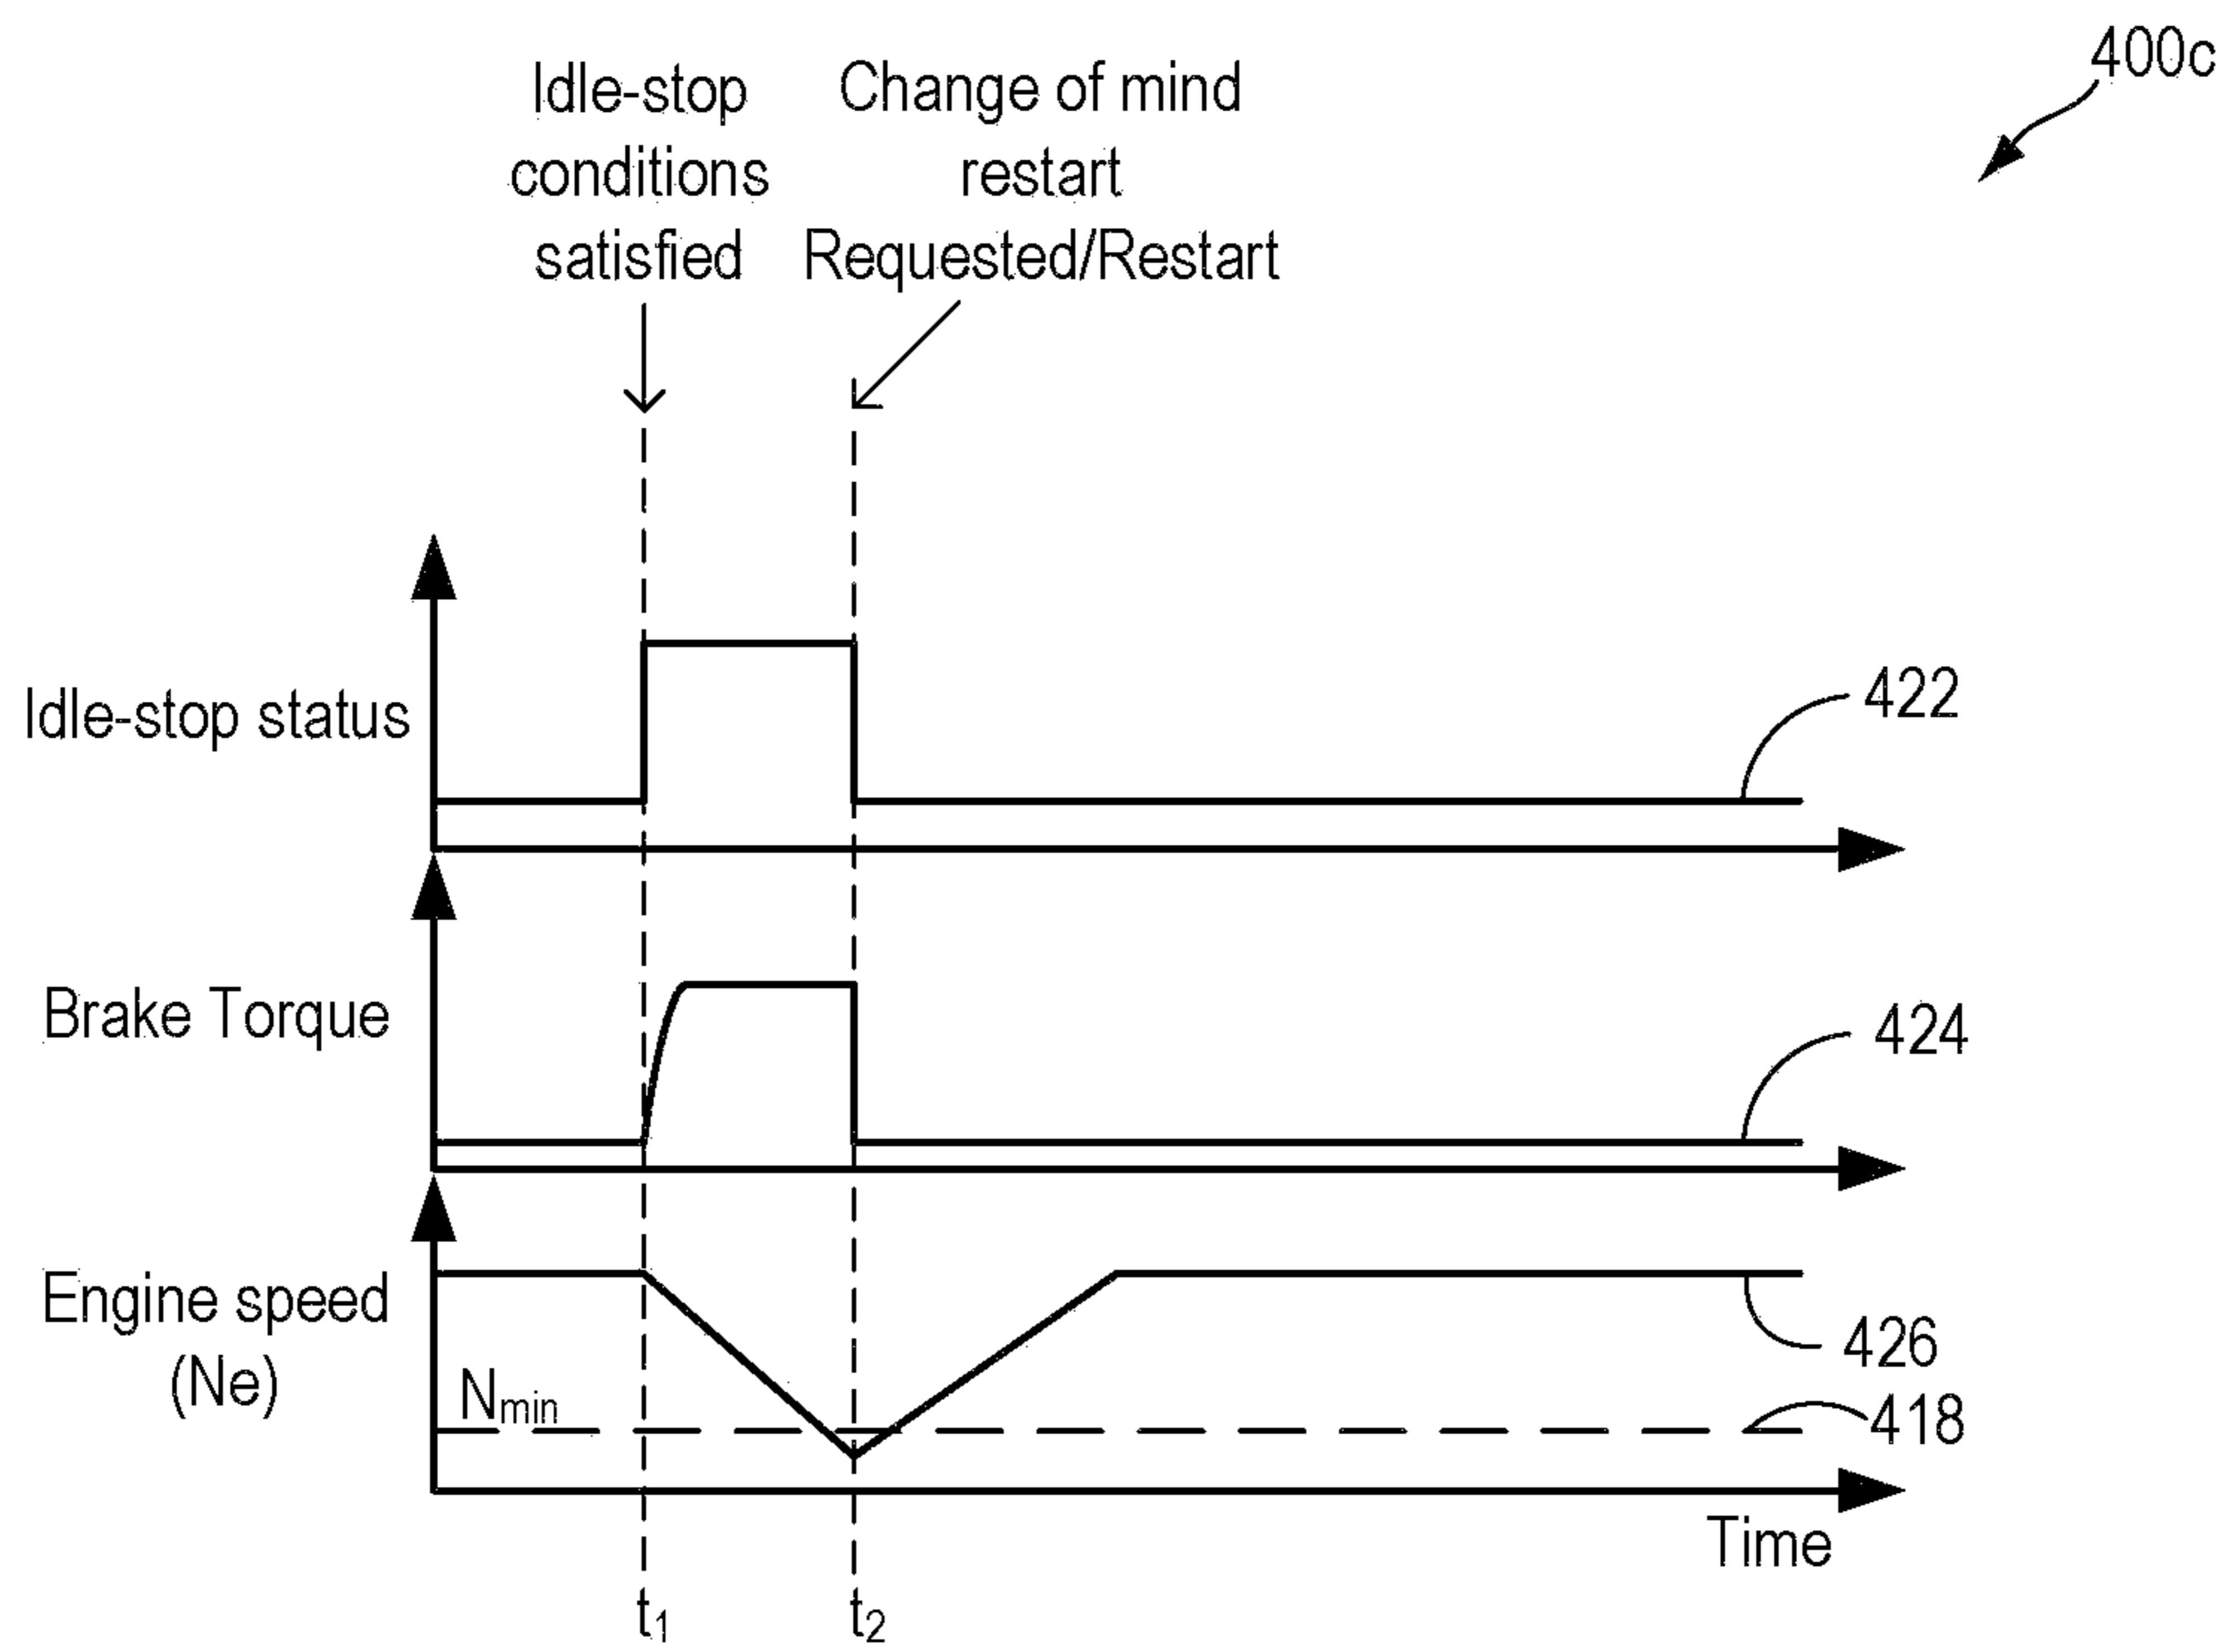 400c
Idle-stop
conditions
satisfied
Change of mind
restart
Requested/Restart
Idle-stop status
422
Brake Torque
424
Engine speed
(Ne)
426
Nmin
418
Time
t1
t2